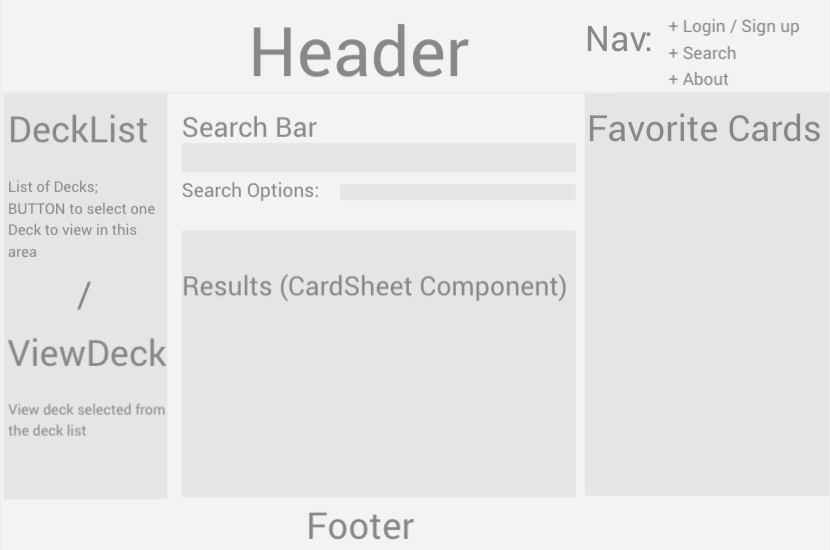 Header
Nav:
+ Login / Sign up
+ Search
+ About
DeckList
List of Decks;
BUTTON to select one
Deck to view in this
area
/
ViewDeck
View deck selected from
the deck list
Search Bar
Search Options:
Results (CardSheet Component)
Favorite Cards
Footer